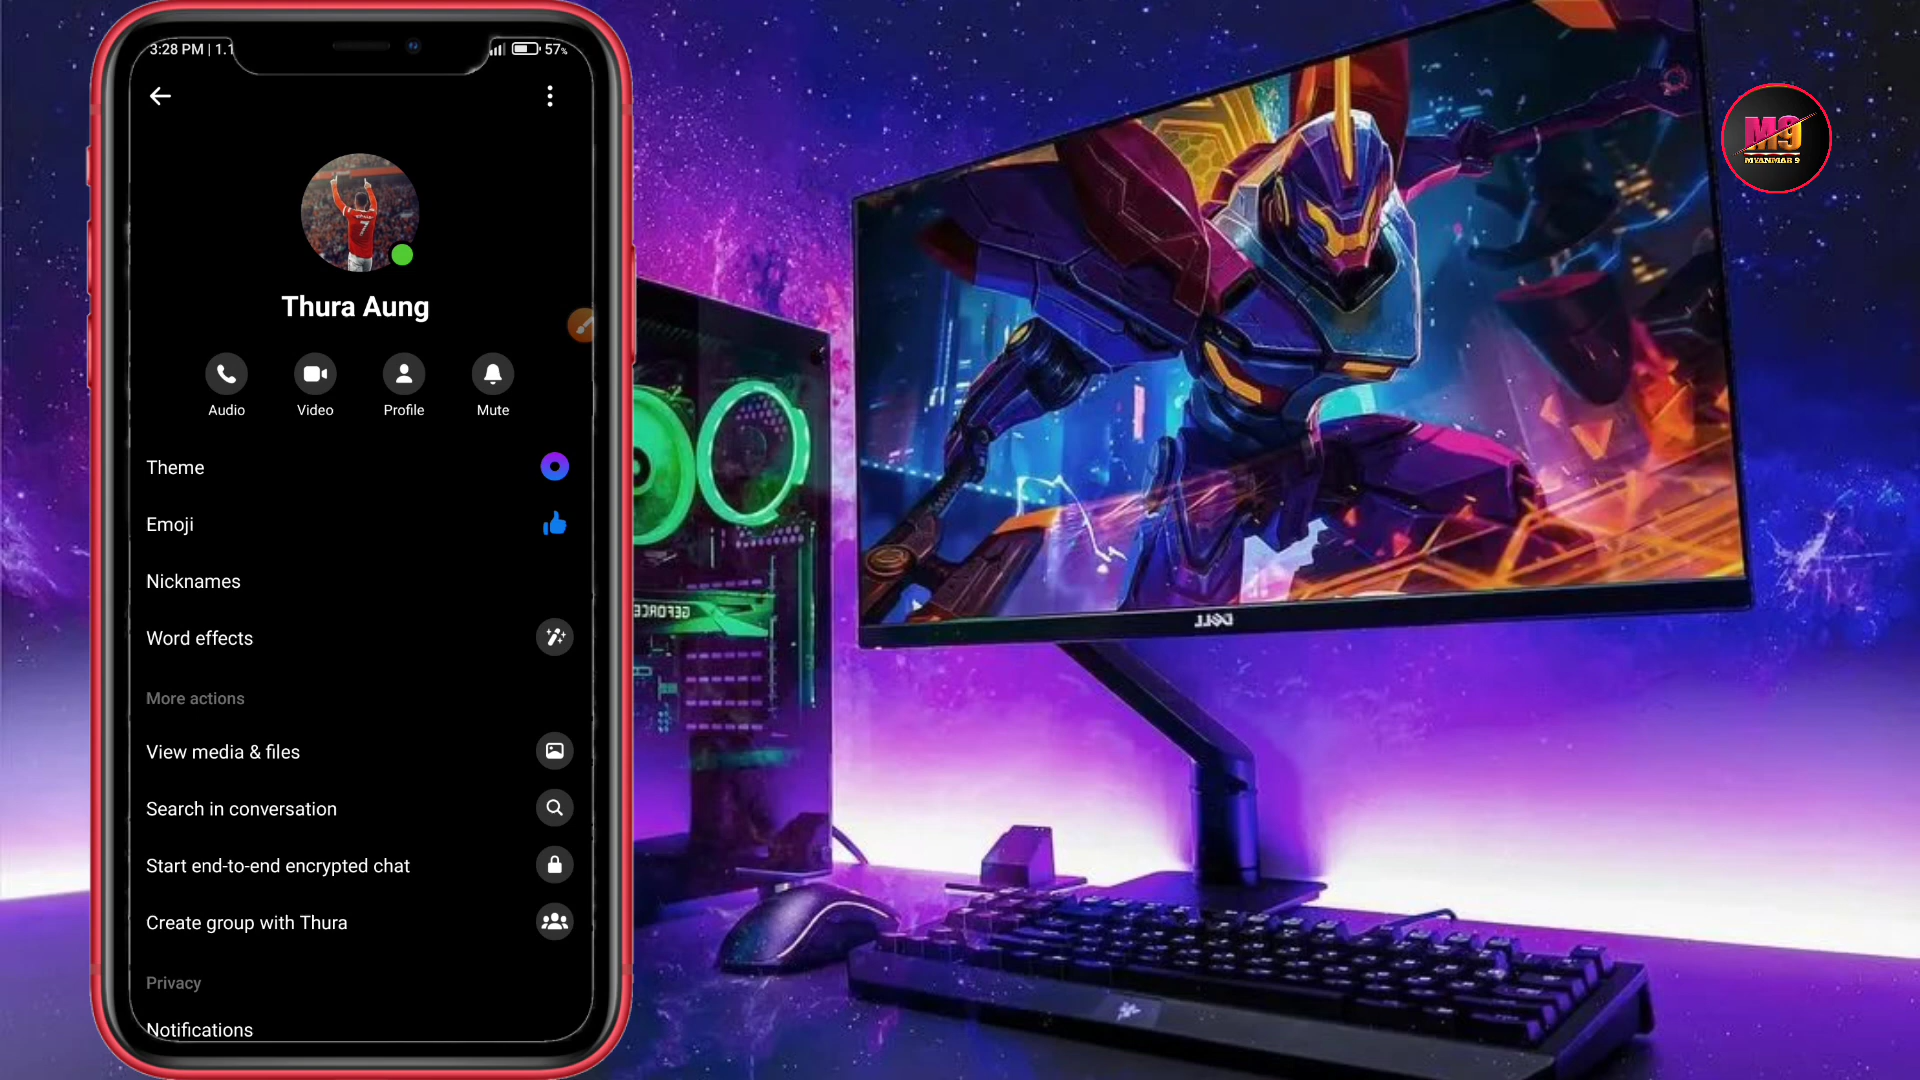 3:28 PM | 1.1
57%
Thura Aung
7
Audio
Video
Profile
Mute
Theme
Emoji
Nicknames
Word effects
More actions
View media & files
Search in conversation
Start end-to-end encrypted chat
Create group with Thura
Privacy
Notifications
GEFORCE
DELL
M9
MYANMAR 9